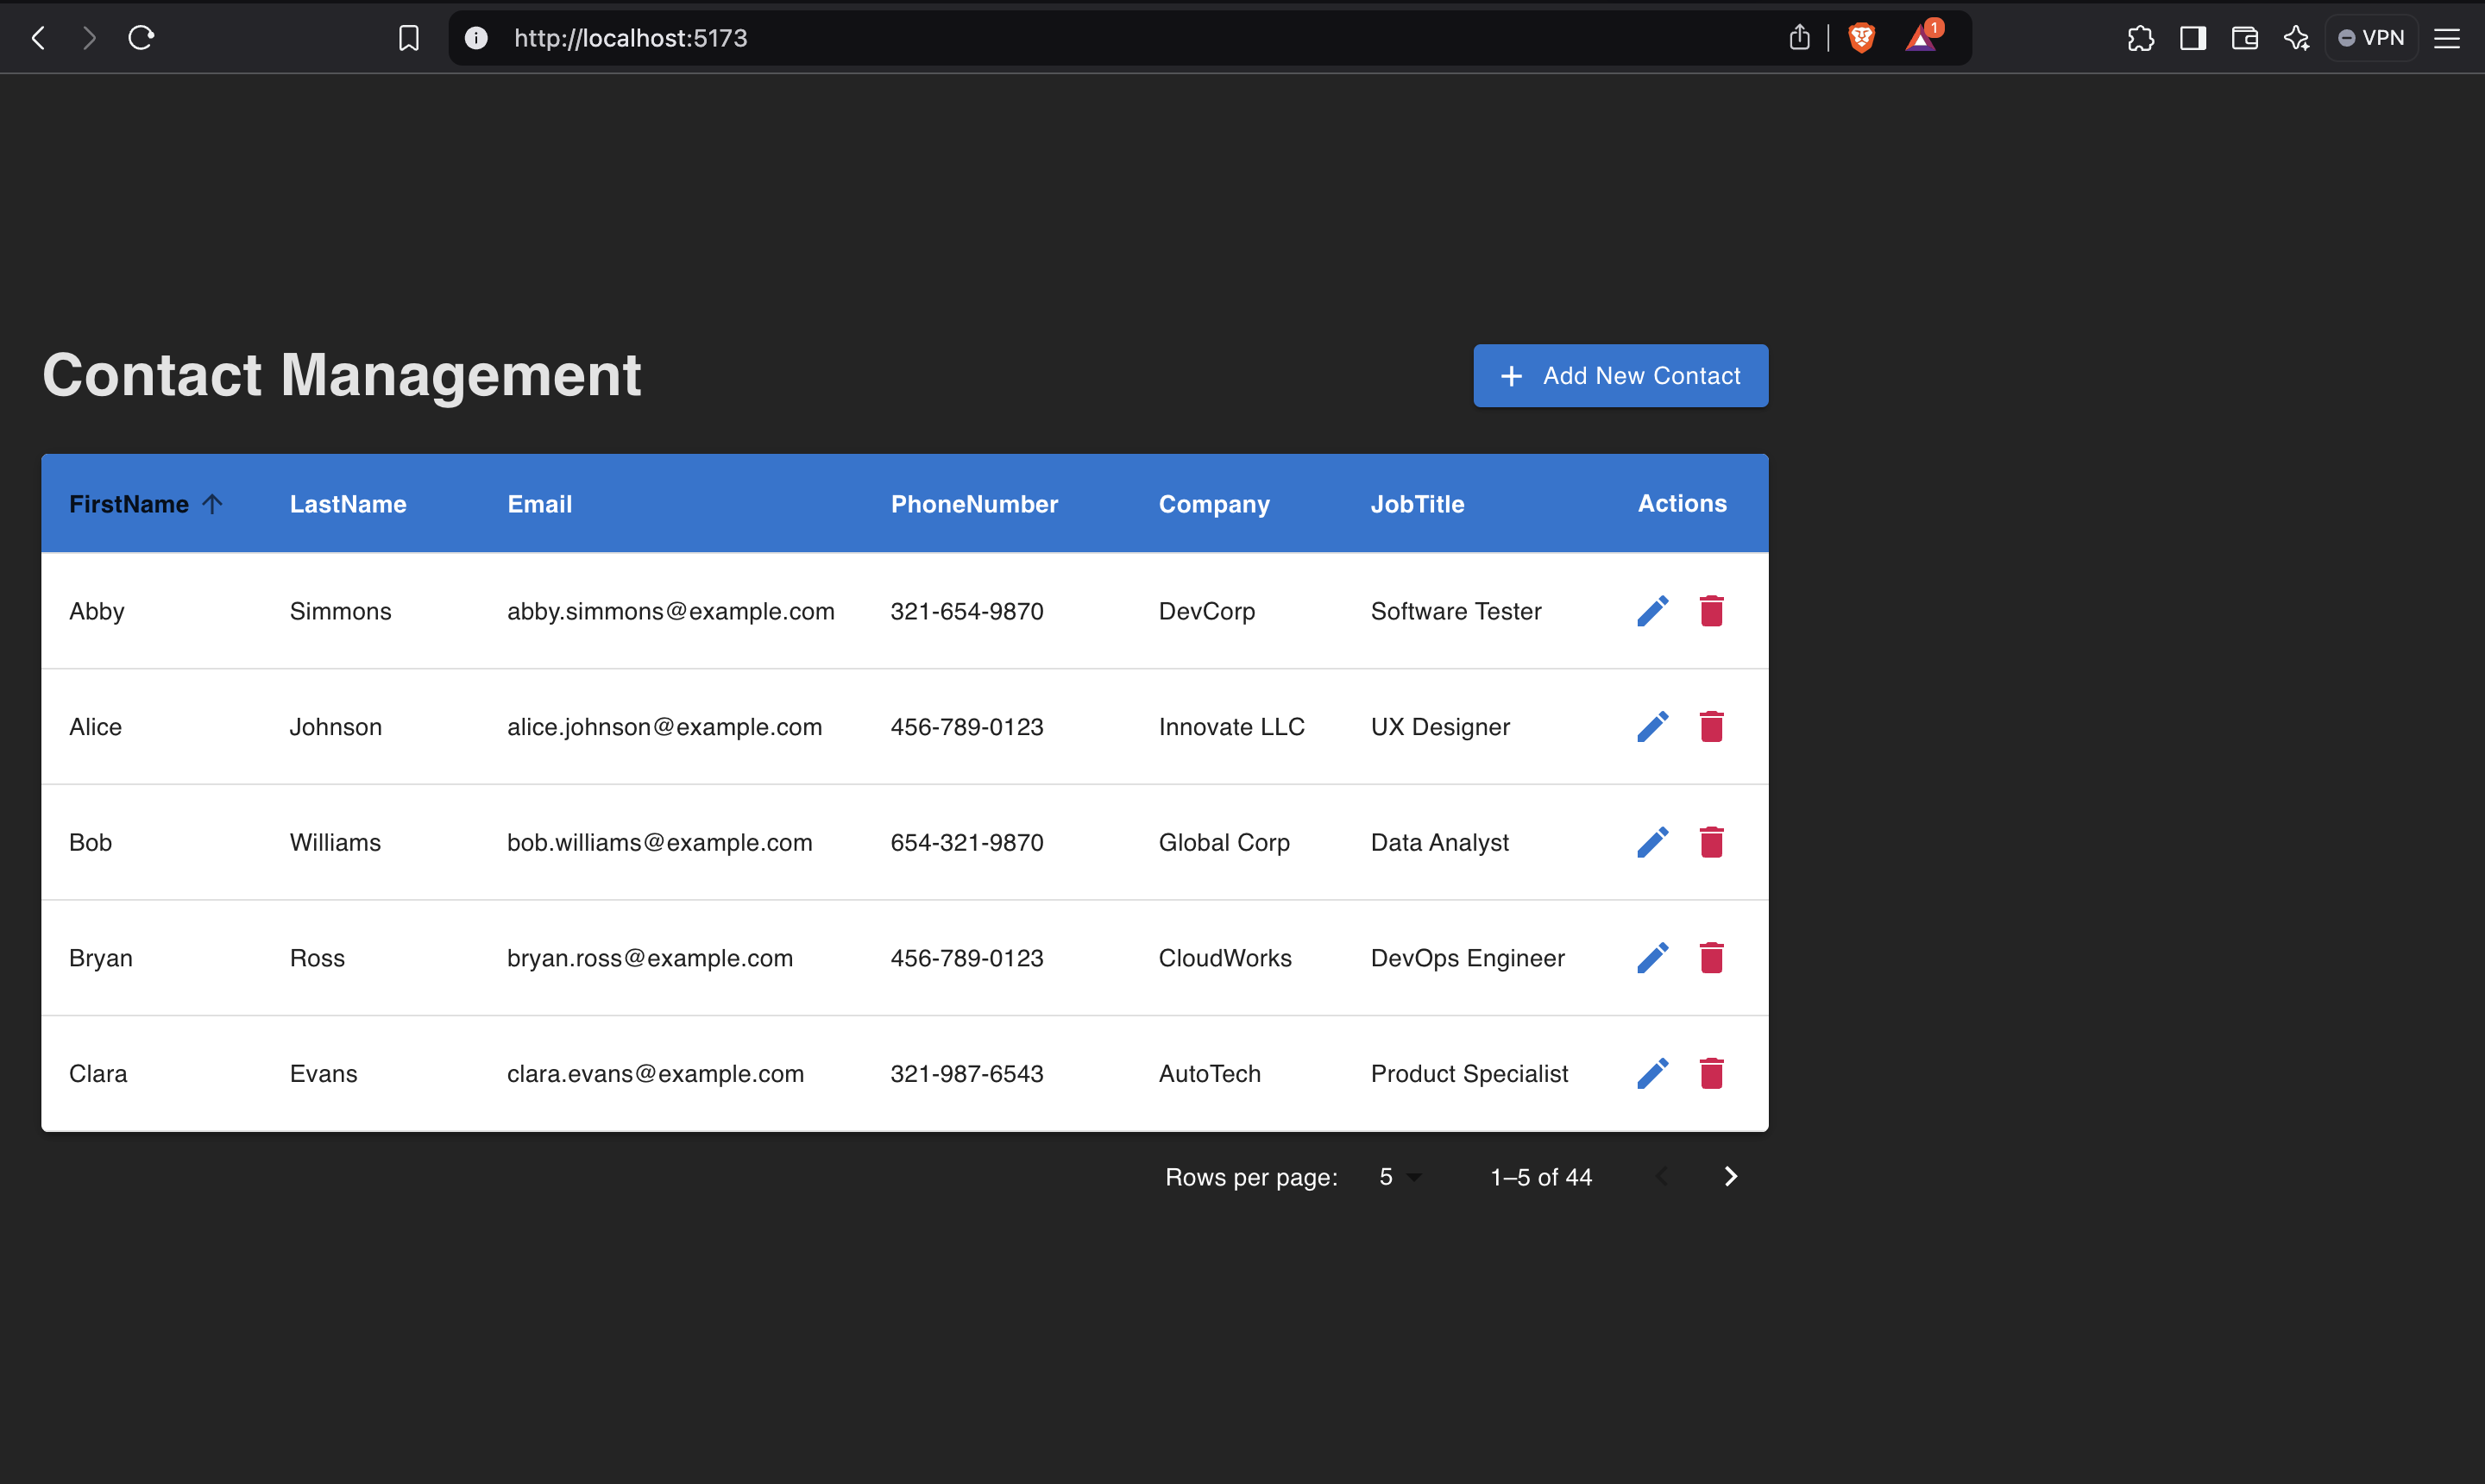 http://localhost:5173
1
VPN
Contact Management
Add New Contact
FirstName LastName Email PhoneNumber Company JobTitle Actions
Abby Simmons abby.simmons@example.com 321-654-9870 DevCorp Software Tester
Alice Johnson alice.johnson@example.com 456-789-0123 Innovate LLC UX Designer
Bob Williams bob.williams@example.com 654-321-9870 Global Corp Data Analyst
Bryan Ross bryan.ross@example.com 456-789-0123 CloudWorks DevOps Engineer
Clara Evans clara.evans@example.com 321-987-6543 AutoTech Product Specialist
Rows per page: 5 1–5 of 44